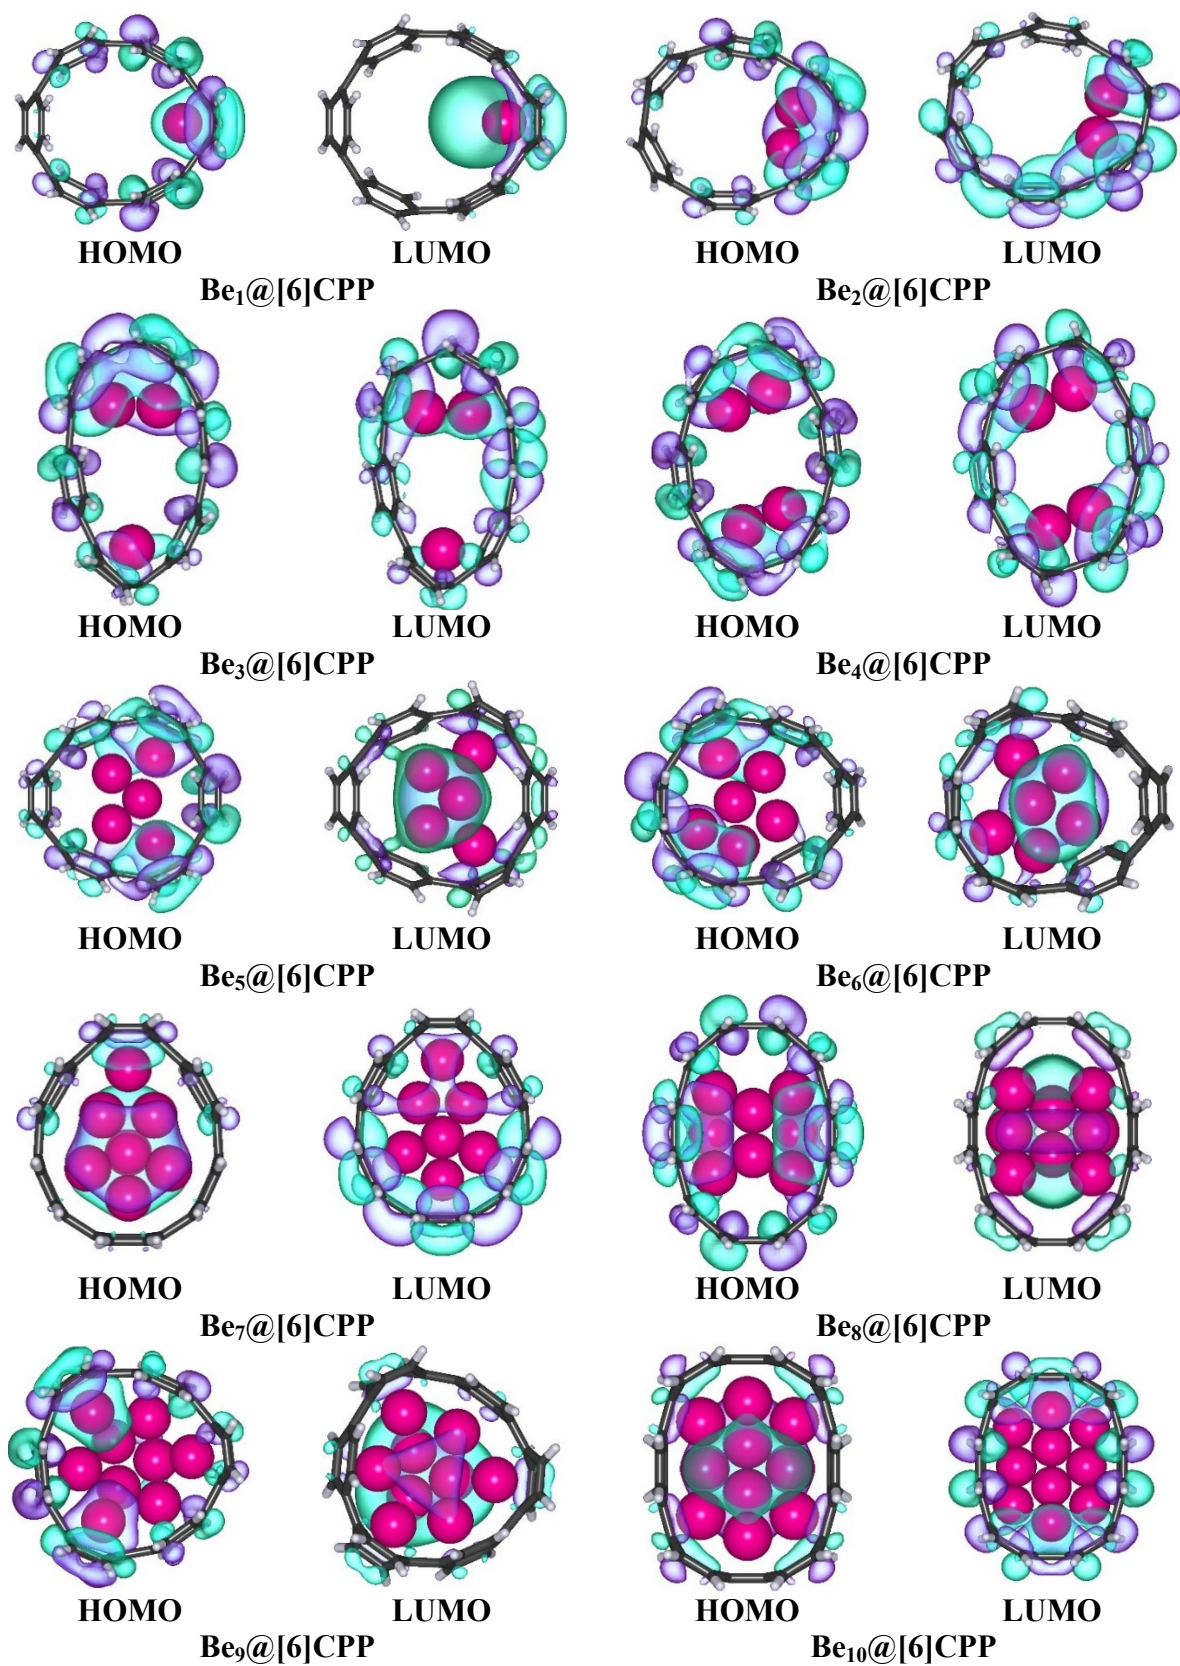 HOMO LUMO HOMO LUMO
Be₁@[6]CPP Be₂@[6]CPP
HOMO LUMO HOMO LUMO
Be₃@[6]CPP Be₄@[6]CPP
HOMO LUMO HOMO LUMO
Be₅@[6]CPP Be₆@[6]CPP
HOMO LUMO HOMO LUMO
Be₇@[6]CPP Be₈@[6]CPP
HOMO LUMO HOMO LUMO
Be₉@[6]CPP Be₁₀@[6]CPP